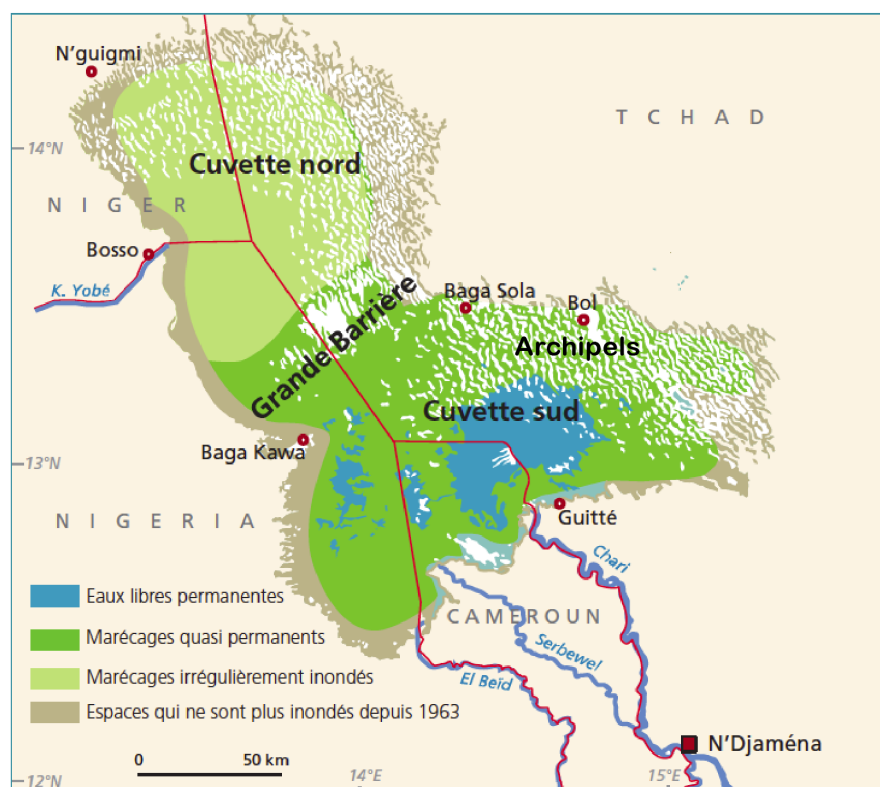 N'guigmi
TCHAD
14°N
Cuvette nord
NIGER
Bosso
K. Yobé
Baga Sola
Bol
Grande Barrière
Archipels
Cuvette sud
Baga Kawa
13°N
Guitté
NIGERIA
Chari
Eaux libres permanentes
CAMEROUN
Marécages quasi permanents
Serbewel
Marécages irrégulièrement inondés
El Beïd
Espaces qui ne sont plus inondés depuis 1963
N'Djaména
0 50 km
12°N
14°E
15°E